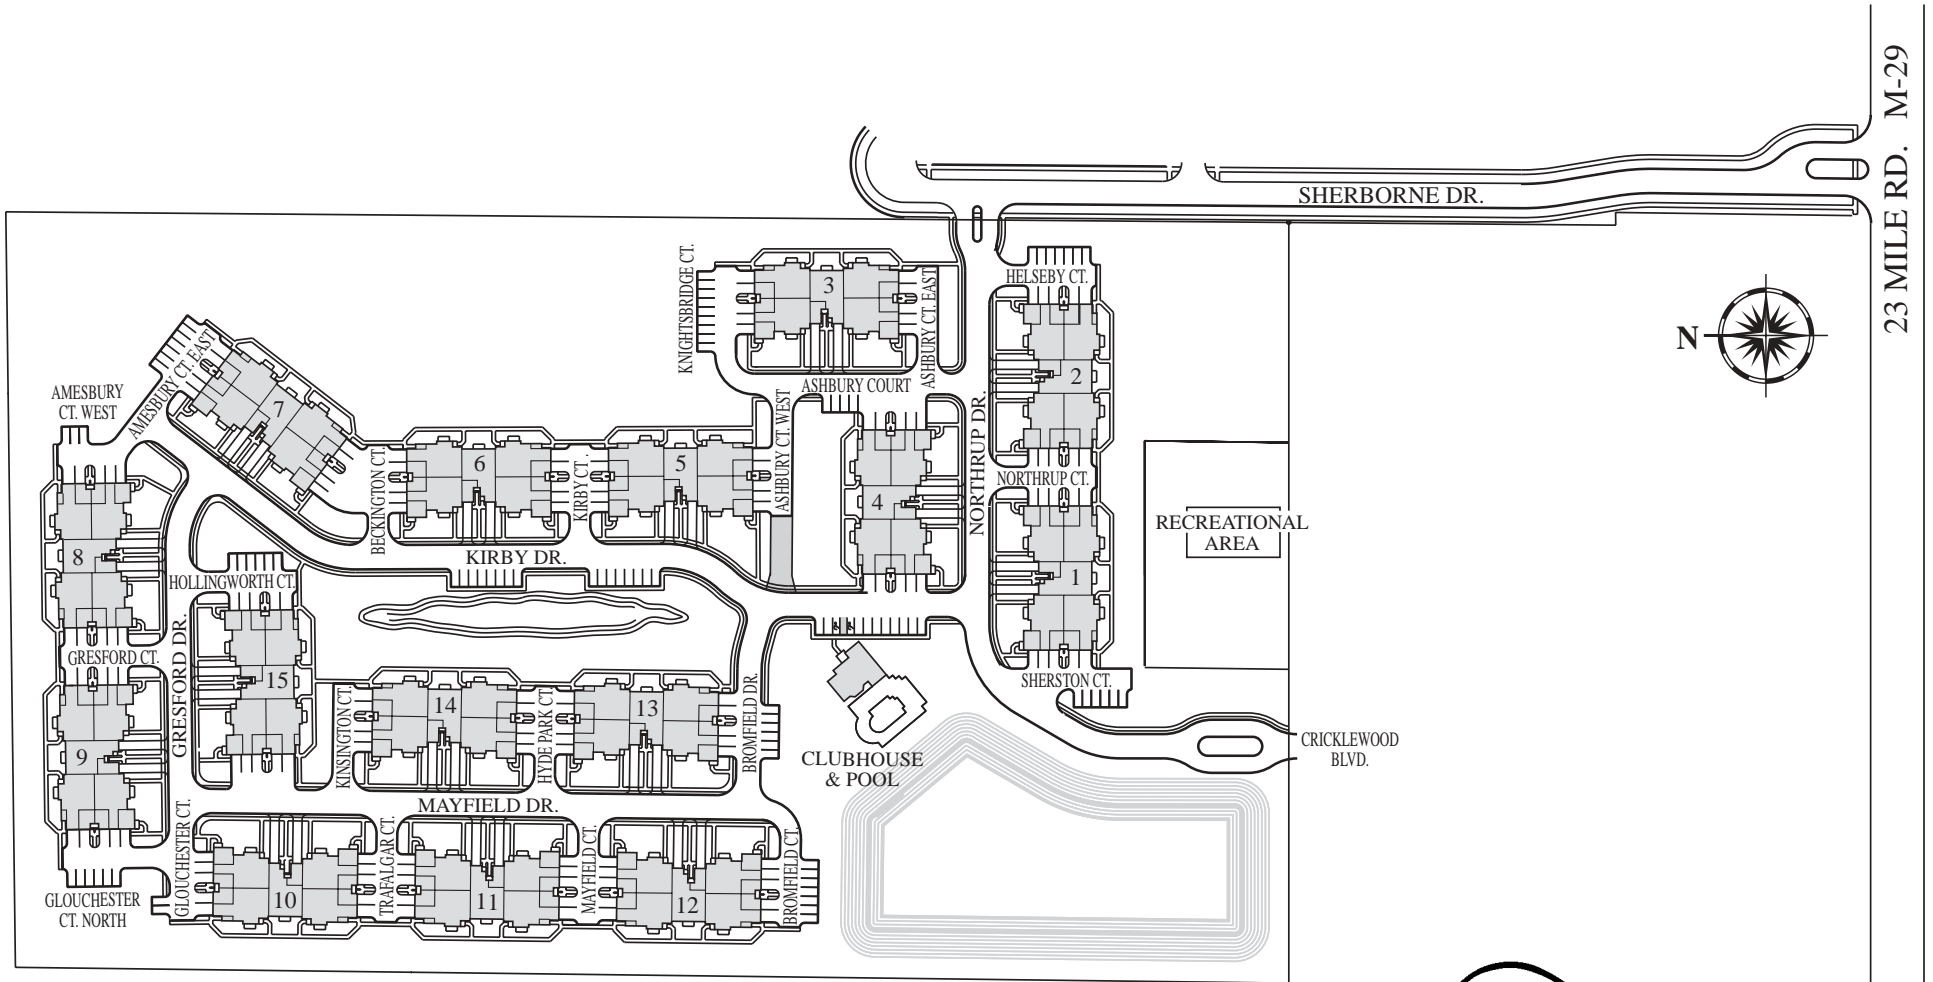 23 MILE RD. M-29
SHERBORNE DR.
KNIGHTSBRIDGE CT.
3
ASHBURY CT. EAST
HELSEBY CT.
N
AMESBURY CT. EAST
AMESBURY
CT. WEST
7
ASHBURY COURT
ASHBURY CT. WEST
2
NORTHRUP DR.
BECKINGTON CT.
6
KIRBY CT.
5
4
NORTHRUP CT.
RECREATIONAL
AREA
KIRBY DR.
8
HOLLINGWORTH CT.
1
GRESFORD CT.
GRESFORD DR.
15
SHERSTON CT.
KINSINGTON CT.
14
HYDE PARK CT.
13
BROMFIELD DR.
9
CLUBHOUSE
& POOL
CRICKLEWOOD
BLVD.
MAYFIELD DR.
GLOUCHESTER CT.
10
TRAFALGAR CT.
11
MAYFIELD CT.
12
BROMFIELD CT.
GLOUCHESTER
CT. NORTH